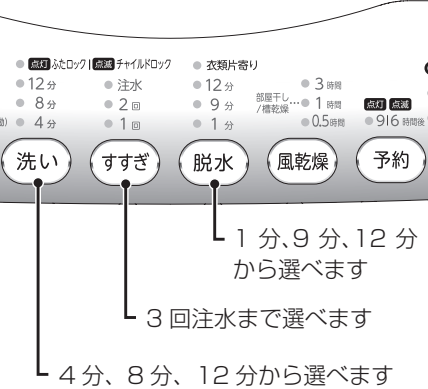 点灯 ふたロック | 点滅 チャイルドロック 衣類片寄り
12分 注水 12分 3時間
8分 2回 9分 部屋干し/槽乾燥…1時間 点灯 点滅
4分 1回 1分 0.5時間 9|6時間後
洗い すすぎ 脱水 風乾燥 予約
1分、9分、12分
から選べます
3回注水まで選べます
4分、8分、12分から選べます